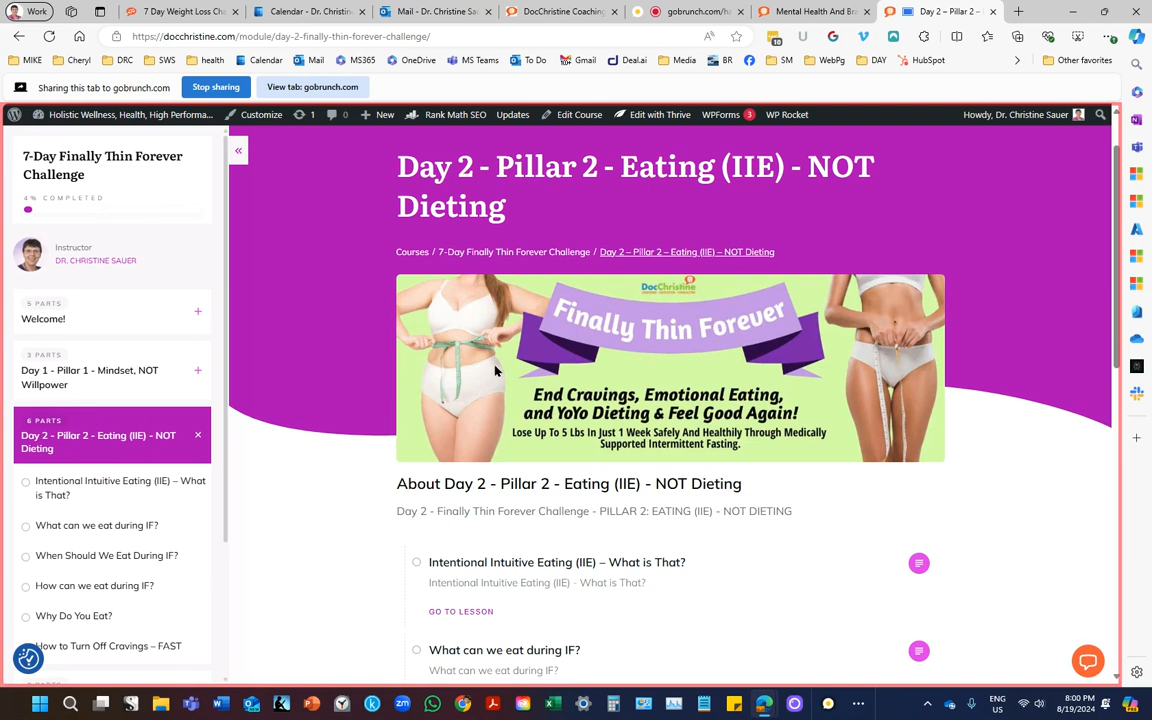 Work
7 Day Weight Loss Ch
Calendar - Dr. Christin
Mail - Dr. Christine Sa
DocChristine Coaching
gobrunch.com/h
Mental Health And Br
Day 2 – Pillar 2 –
https://docchristine.com/module/day-2-finally-thin-forever-challenge/
MIKE
Cheryl
DRC
SWS
health
Calendar
Mail
MS365
OneDrive
MS Teams
To Do
Gmail
Deal.ai
Media
BR
SM
WebPg
DAY
HubSpot
Other favorites
Sharing this tab to gobrunch.com
Stop sharing
View tab: gobrunch.com
Holistic Wellness, Health, High Performa...
Customize
1
0
New
Rank Math SEO
Updates
Edit Course
Edit with Thrive
WPForms 3
WP Rocket
Howdy, Dr. Christine Sauer
7-Day Finally Thin Forever
Challenge
4% COMPLETED
Instructor
DR. CHRISTINE SAUER
5 PARTS
Welcome!
3 PARTS
Day 1 - Pillar 1 - Mindset, NOT
Willpower
6 PARTS
Day 2 - Pillar 2 - Eating (IIE) - NOT
Dieting
Intentional Intuitive Eating (IIE) – What
is That?
What can we eat during IF?
When Should We Eat During IF?
How can we eat during IF?
Why Do You Eat?
How to Turn Off Cravings – FAST
Day 2 - Pillar 2 - Eating (IIE) - NOT
Dieting
Courses / 7-Day Finally Thin Forever Challenge / Day 2 – Pillar 2 – Eating (IIE) – NOT Dieting
DocChristine
Finally Thin Forever
End Cravings, Emotional Eating,
and YoYo Dieting & Feel Good Again!
Lose Up To 5 Lbs In Just 1 Week Safely And Healthily Through Medically
Supported Intermittent Fasting.
About Day 2 - Pillar 2 - Eating (IIE) - NOT Dieting
Day 2 - Finally Thin Forever Challenge - PILLAR 2: EATING (IIE) - NOT DIETING
Intentional Intuitive Eating (IIE) – What is That?
Intentional Intuitive Eating (IIE) - What is That?
GO TO LESSON
What can we eat during IF?
What can we eat during IF?
ENG
US
8:00 PM
8/19/2024